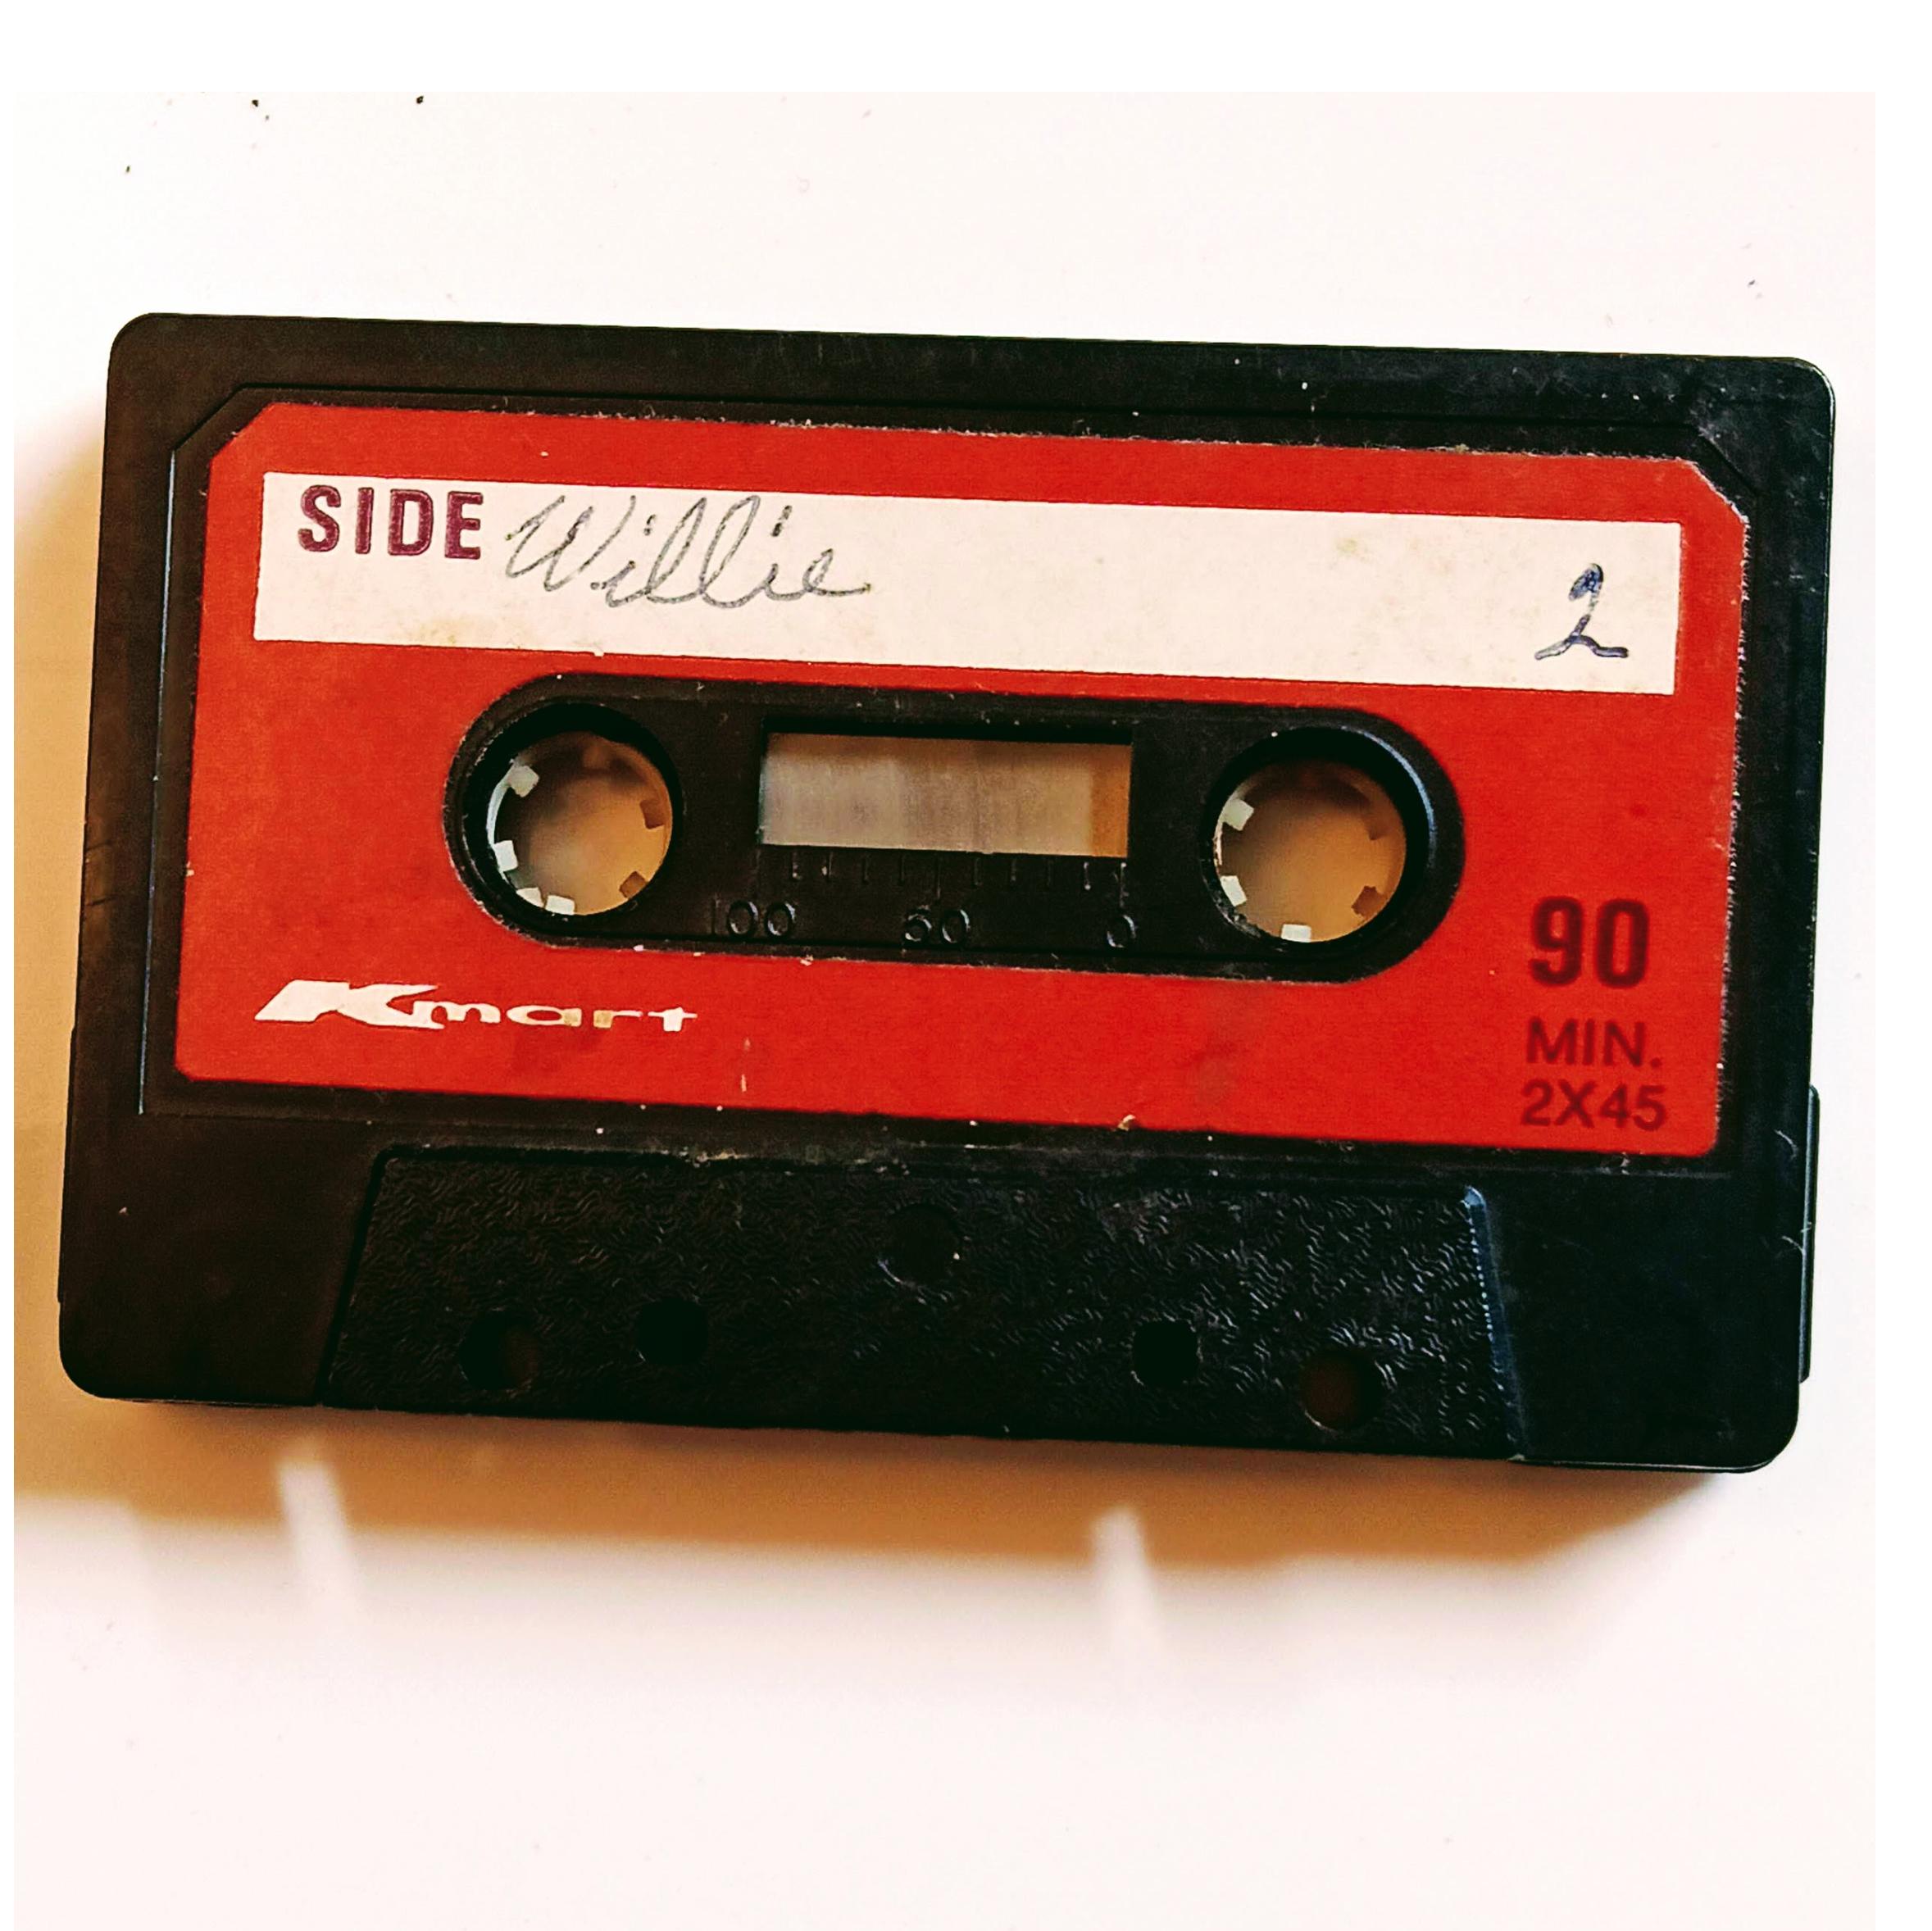 SIDE Willie 2
100 50 0
90
Kmart
MIN.
2X45